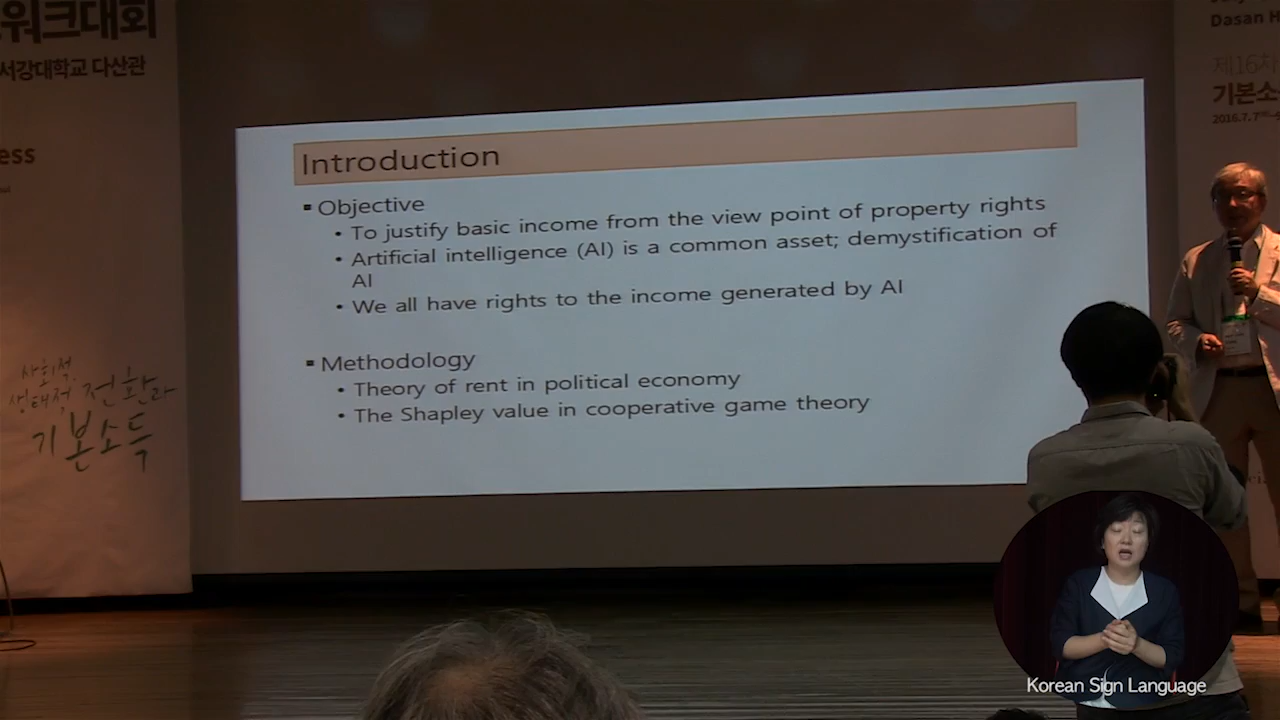 워크대회
서강대학교 다산관
ess
사회적
생태적 전환과
기본소득
Introduction
▪ Objective
• To justify basic income from the view point of property rights
• Artificial intelligence (AI) is a common asset; demystification of
AI
• We all have rights to the income generated by AI
▪ Methodology
• Theory of rent in political economy
• The Shapley value in cooperative game theory
Dasan H
제16차
기본소
2016.7.7
Korean Sign Language